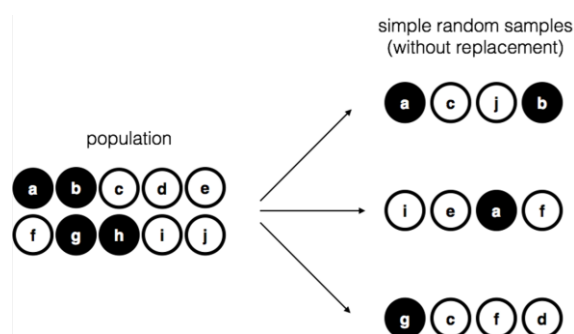 simple random samples
(without replacement)
a c j b
population
a b c d e
i e a f
f g h i j
g c f d